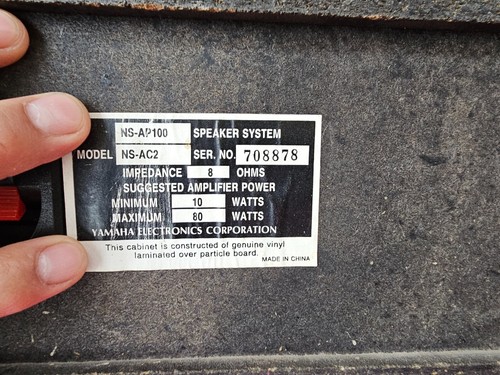 NS-AP100 SPEAKER SYSTEM
MODEL NS-AC2 SER. NO. 708878
IMPEDANCE 8 OHMS
SUGGESTED AMPLIFIER POWER
MINIMUM 10 WATTS
MAXIMUM 80 WATTS
YAMAHA ELECTRONICS CORPORATION
This cabinet is constructed of genuine vinyl
laminated over particle board.
MADE IN CHINA